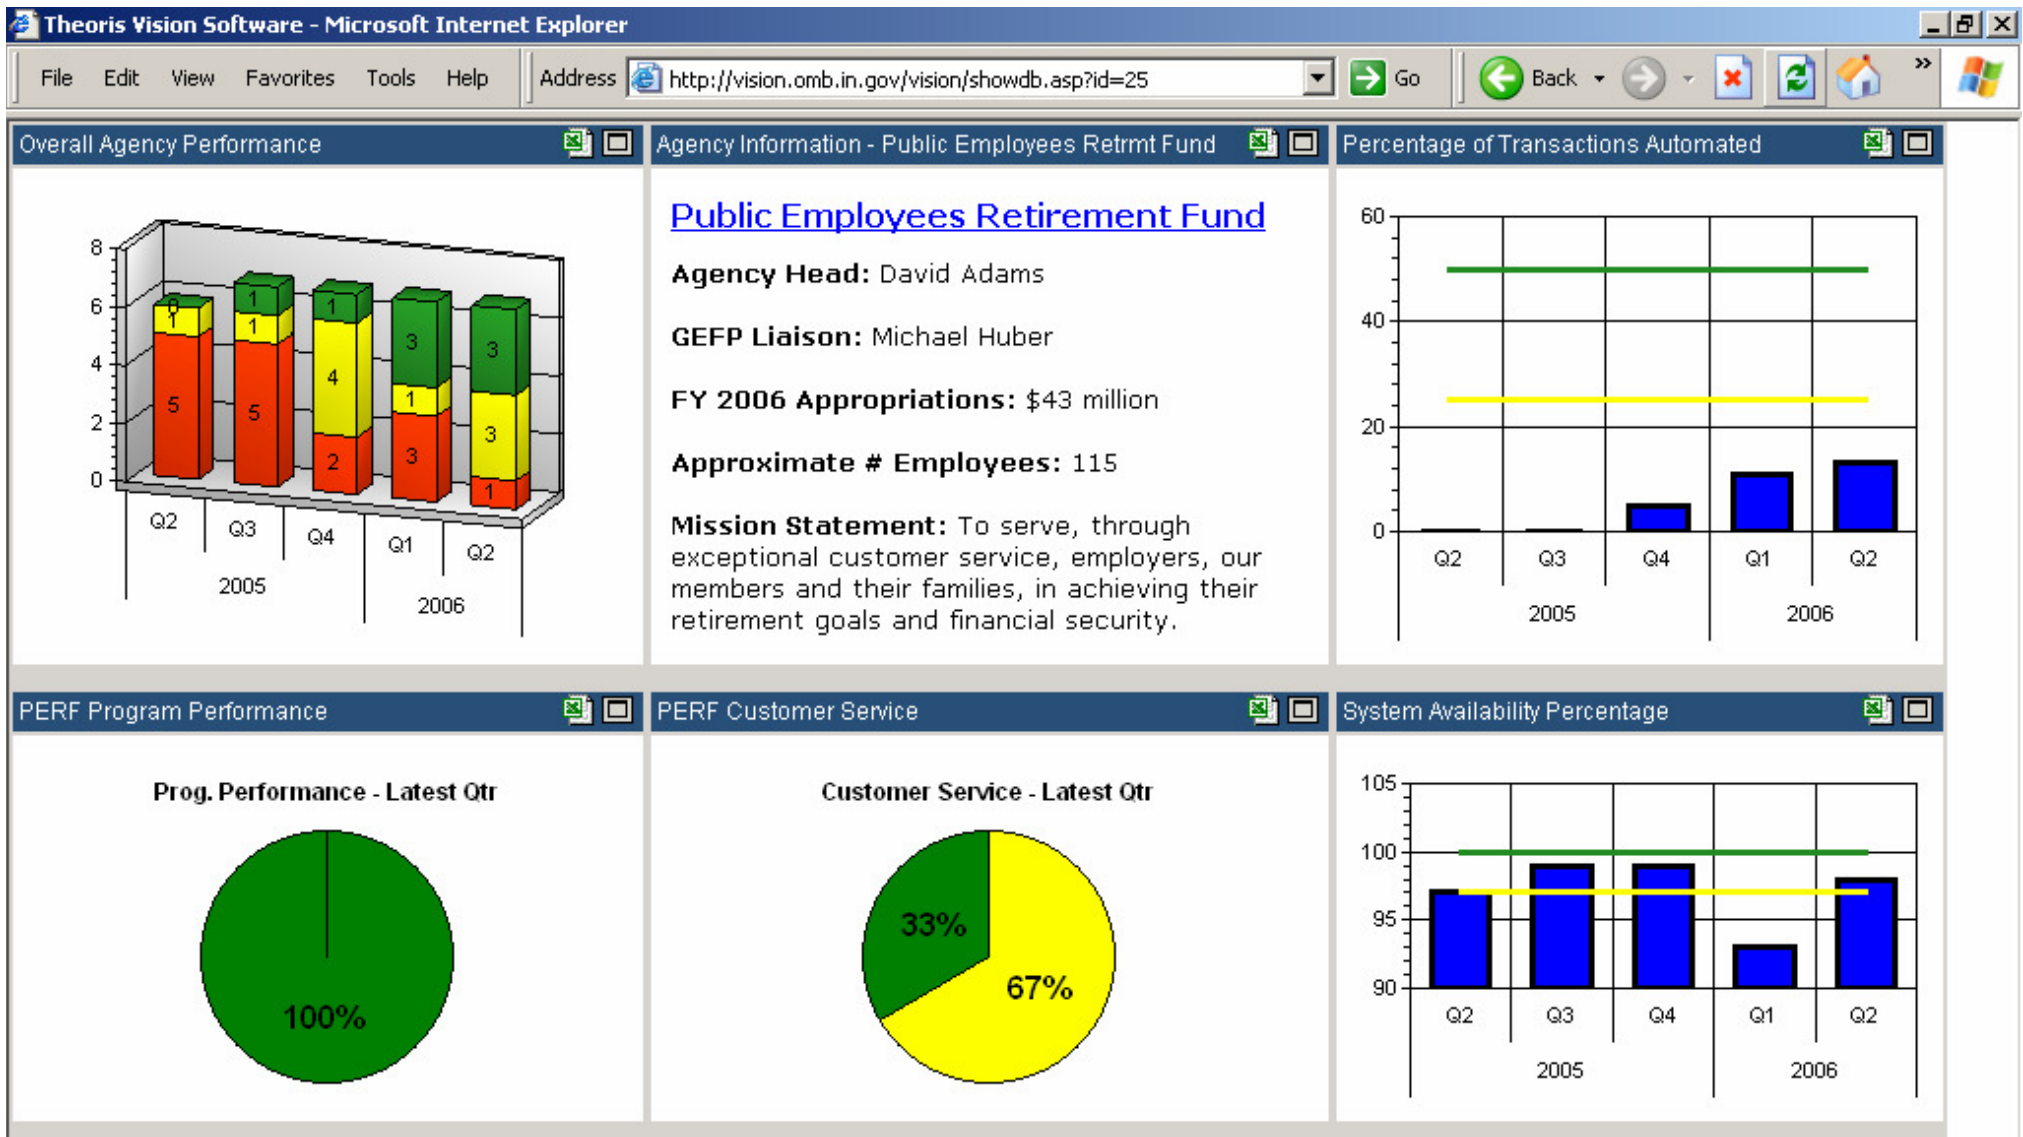 Theoris Vision Software - Microsoft Internet Explorer
File Edit View Favorites Tools Help Address http://vision.omb.in.gov/vision/showdb.asp?id=25 Go Back »
Overall Agency Performance
8
6
4
2
0
0
1
5
1
1
5
1
4
2
3
1
3
3
3
1
Q2 Q3 Q4 Q1 Q2
2005 2006
Agency Information - Public Employees Retrmt Fund
Public Employees Retirement Fund
Agency Head: David Adams
GEFP Liaison: Michael Huber
FY 2006 Appropriations: $43 million
Approximate # Employees: 115
Mission Statement: To serve, through
exceptional customer service, employers, our
members and their families, in achieving their
retirement goals and financial security.
Percentage of Transactions Automated
60
40
20
0
Q2 Q3 Q4 Q1 Q2
2005 2006
PERF Program Performance
Prog. Performance - Latest Qtr
100%
PERF Customer Service
Customer Service - Latest Qtr
33%
67%
System Availability Percentage
105
100
95
90
Q2 Q3 Q4 Q1 Q2
2005 2006